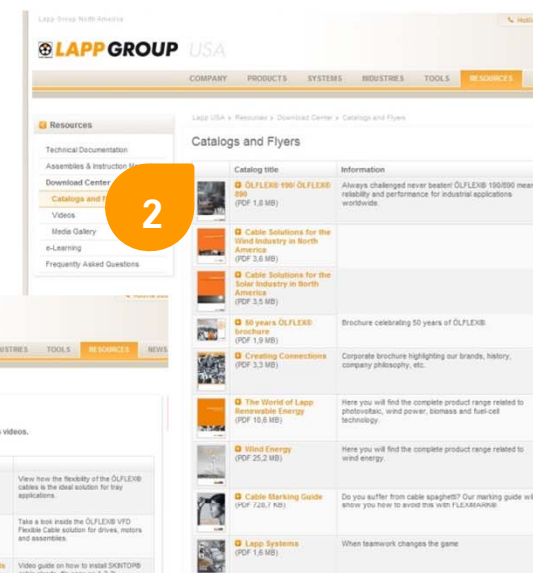 Lapp Group North America
LAPP GROUP USA
COMPANY PRODUCTS SYSTEMS INDUSTRIES TOOLS RESOURCES
Lapp USA » Resources » Download Center » Catalogs and Flyers
Resources
Technical Documentation
Assemblies & Instruction
Download Center
Catalogs and
Videos
Media Gallery
e-Learning
Frequently Asked Questions
2
Catalogs and Flyers
Catalog title Information
ÖLFLEX® 190/ ÖLFLEX® 890
(PDF 1,8 MB)
Always challenged never beaten! ÖLFLEX® 190/890 mean
reliability and performance for industrial applications
worldwide.
Cable Solutions for the
Wind Industry in North
America
(PDF 3,6 MB)
Cable Solutions for the
Solar Industry in North
America
(PDF 3,5 MB)
50 years ÖLFLEX®
brochure
(PDF 1,9 MB)
Brochure celebrating 50 years of ÖLFLEX®.
Creating Connections
(PDF 3,3 MB)
Corporate brochure highlighting our brands, history,
company philosophy, etc.
The World of Lapp
Renewable Energy
(PDF 10,6 MB)
Here you will find the complete product range related to
photovoltaic, wind power, biomass and fuel-cell
technology.
Wind Energy
(PDF 25,2 MB)
Here you will find the complete product range related to
wind energy.
Cable Marking Guide
(PDF 728,7 KB)
Do you suffer from cable spaghetti? Our marking guide wil
show you how to avoid this with FLEXIMARK®.
Lapp Systems
(PDF 1,6 MB)
When teamwork changes the game
USTRIES TOOLS RESOURCES NEWS
videos.
View how the flexibility of the ÖLFLEX®
cables is the ideal solution for tray
applications.
Take a look inside the ÖLFLEX® VFD
Flexible Cable solution for drives, motors
and assemblies.
Video guide on how to install SKINTOP®